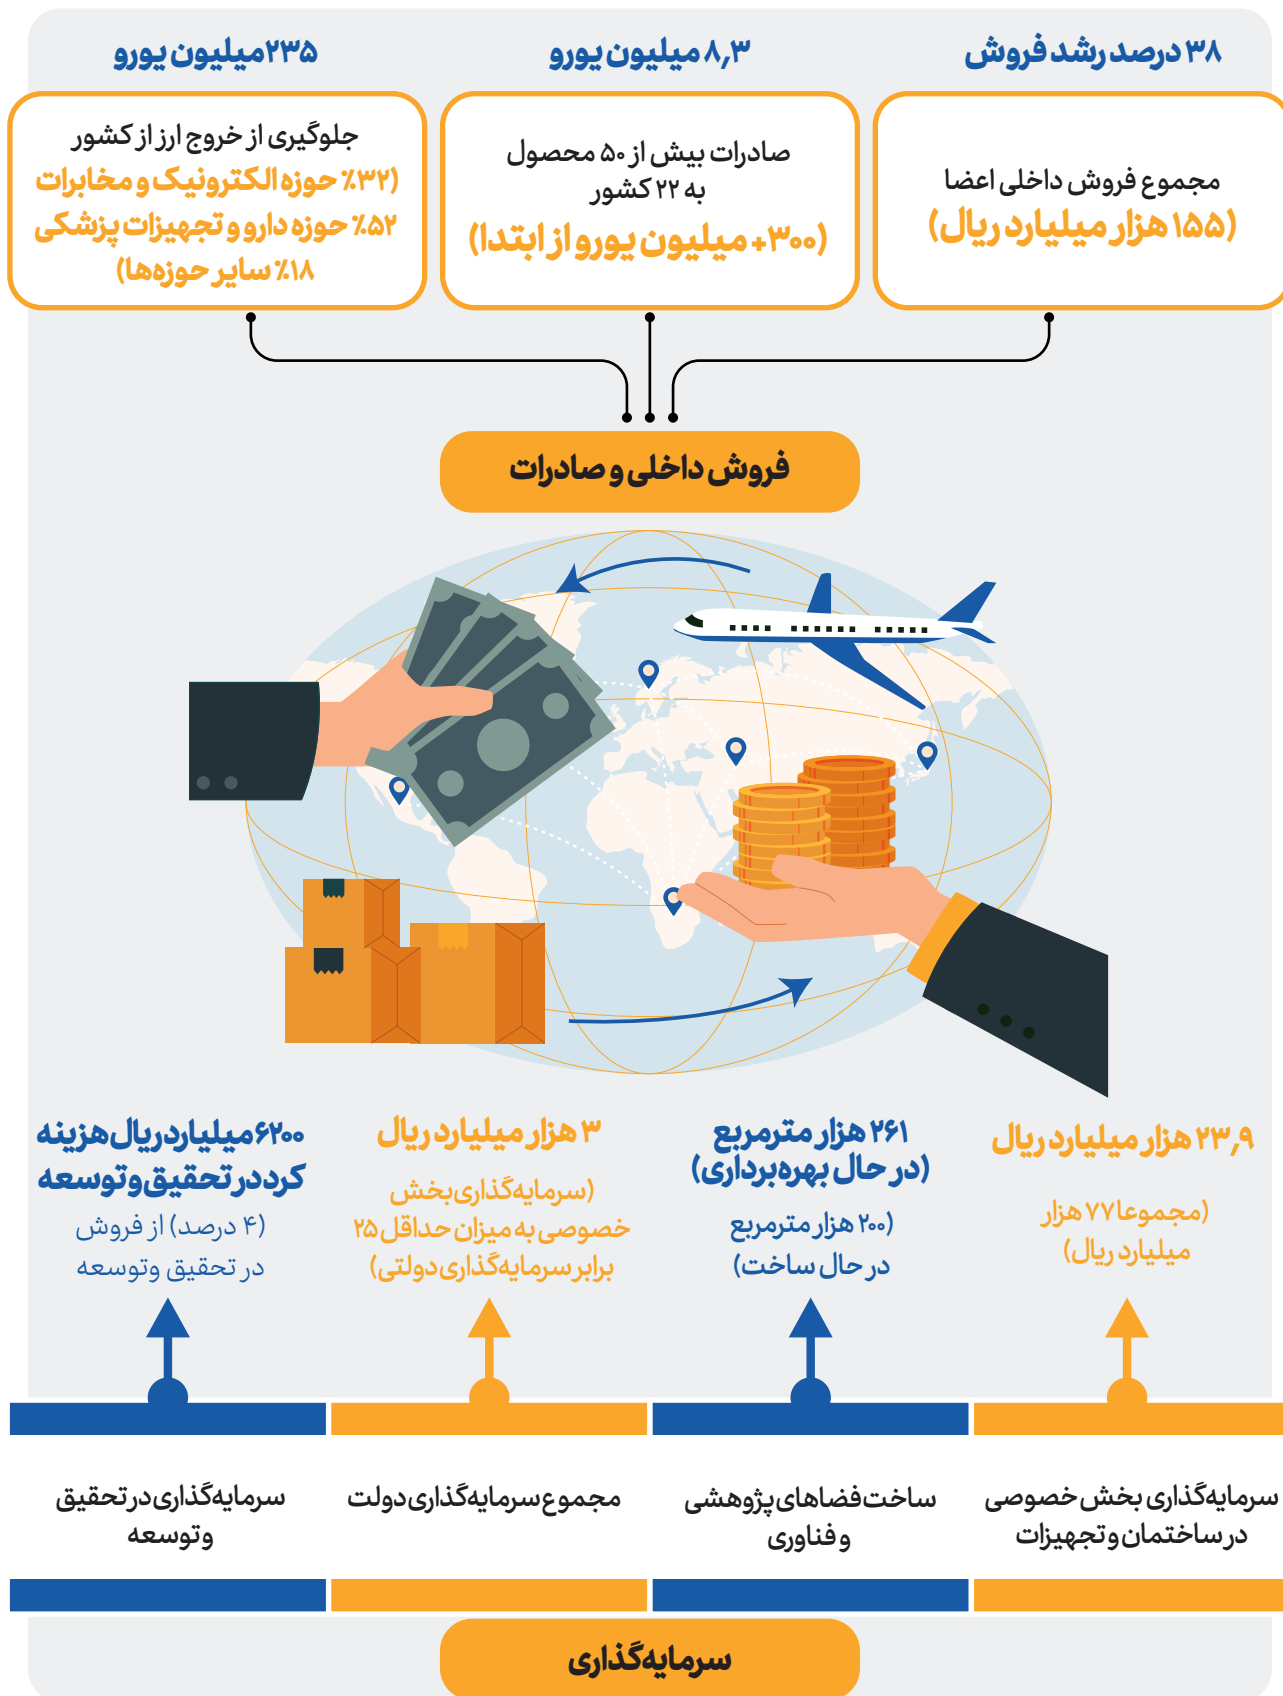 ۳۸ درصد رشد فروش
مجموع فروش داخلی اعضا
(۱۵۵ هزار میلیارد ریال)
۸٫۳ میلیون یورو
صادرات بیش از ۵۰ محصول
به ۲۲ کشور
(۳۰۰+ میلیون یورو از ابتدا)
۲۳۵میلیون یورو
جلوگیری از خروج ارز از کشور
(۳۲٪ حوزه الکترونیک و مخابرات
۵۲٪ حوزه دارو و تجهیزات پزشکی
۱۸٪ سایر حوزه‌ها)
فروش داخلی و صادرات
۲۳٫۹ هزار میلیارد ریال
(مجموعا ۷۷ هزار
میلیارد ریال)
۲۶۱ هزار مترمربع
(در حال بهره‌برداری)
(۲۰۰ هزار مترمربع
در حال ساخت)
۳ هزار میلیارد ریال
(سرمایه‌گذاری بخش
خصوصی به میزان حداقل ۲۵
برابر سرمایه‌گذاری دولتی)
۶۲۰۰میلیارد ریال هزینه
کرد در تحقیق و توسعه
(۴ درصد) از فروش
در تحقیق وتوسعه
سرمایه‌گذاری بخش خصوصی
در ساختمان و تجهیزات
ساخت فضاهای پژوهشی
و فناوری
مجموع سرمایه‌گذاری دولت
سرمایه‌گذاری در تحقیق
و توسعه
سرمایه‌گذاری